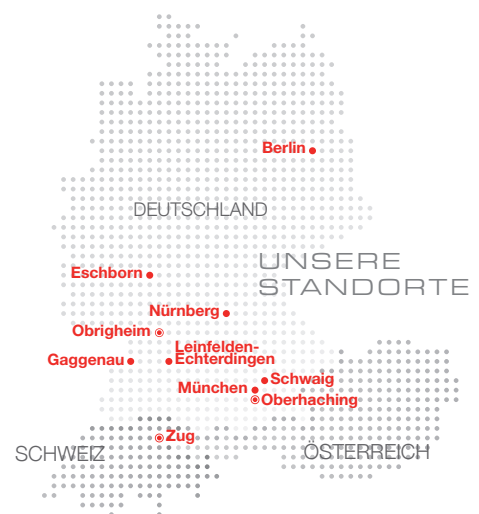 Berlin
DEUTSCHLAND
UNSERE
STANDORTE
Eschborn
Nürnberg
Obrigheim
Leinfelden-
Echterdingen
Gaggenau
Schwaig
München
Oberhaching
Zug
SCHWEIZ
ÖSTERREICH